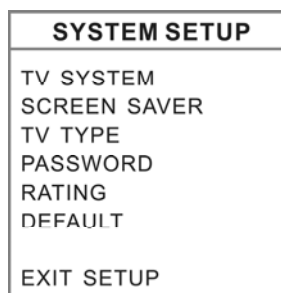 SYSTEM SETUP
TV SYSTEM
SCREEN SAVER
TV TYPE
PASSWORD
RATING
DEFAULT
EXIT SETUP